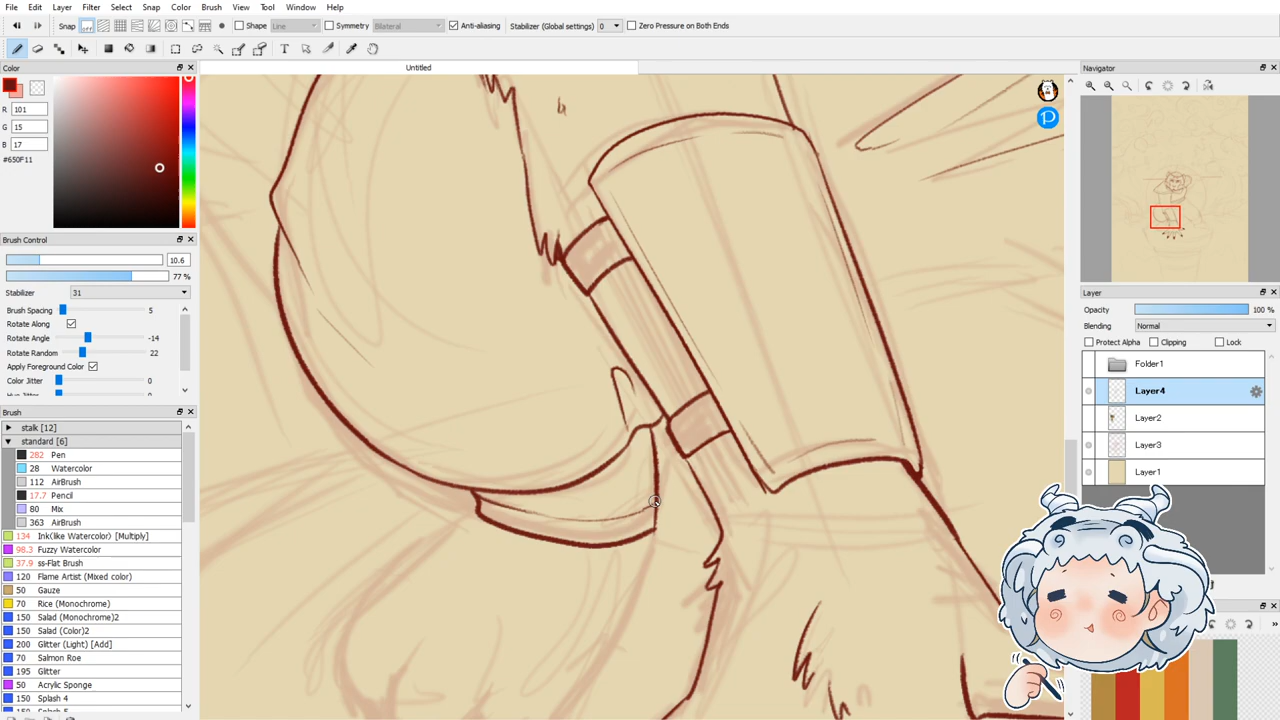 File Edit Layer Filters Select Snap Color Brush View Tool Window Help
Snap Off Shape Line Symmetry Bilateral Anti-aliasing Stabilizer (Global settings) 0 Zero Pressure on Both Ends
Untitled
Color
R 101
G 15
B 17
#650F11
Brush Control
10.6
77 %
Stabilizer 31
Brush Spacing 5
Rotate Along
Rotate Angle -14
Rotate Random 22
Apply Foreground Color
Color Jitter 0
Brush
stalk [12]
standard [6]
282 Pen
28 Watercolor
112 AirBrush
17.7 Pencil
80 Mix
363 AirBrush
134 Ink(like Watercolor) [Multiply]
98.3 Fuzzy Watercolor
37.9 ss-Flat Brush
120 Flame Artist (Mixed color)
50 Gauze
70 Rice (Monochrome)
150 Salad (Monochrome)2
150 Salad (Color)2
200 Glitter (Light) [Add]
70 Salmon Roe
195 Glitter
50 Acrylic Sponge
150 Splash 4
Navigator
Layer
Opacity 100 %
Blending Normal
Protect Alpha Clipping Lock
Folder1
Layer4
Layer2
Layer3
Layer1